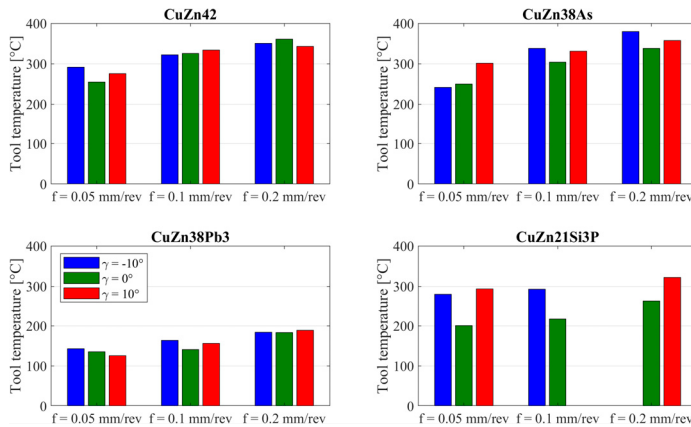 CuZn42
Tool temperature [°C]
400
300
200
100
0
f = 0.05 mm/rev f = 0.1 mm/rev f = 0.2 mm/rev
CuZn38As
Tool temperature [°C]
400
300
200
100
0
f = 0.05 mm/rev f = 0.1 mm/rev f = 0.2 mm/rev
CuZn38Pb3
Tool temperature [°C]
400
300
200
100
0
γ = -10°
γ = 0°
γ = 10°
f = 0.05 mm/rev f = 0.1 mm/rev f = 0.2 mm/rev
CuZn21Si3P
Tool temperature [°C]
400
300
200
100
0
f = 0.05 mm/rev f = 0.1 mm/rev f = 0.2 mm/rev